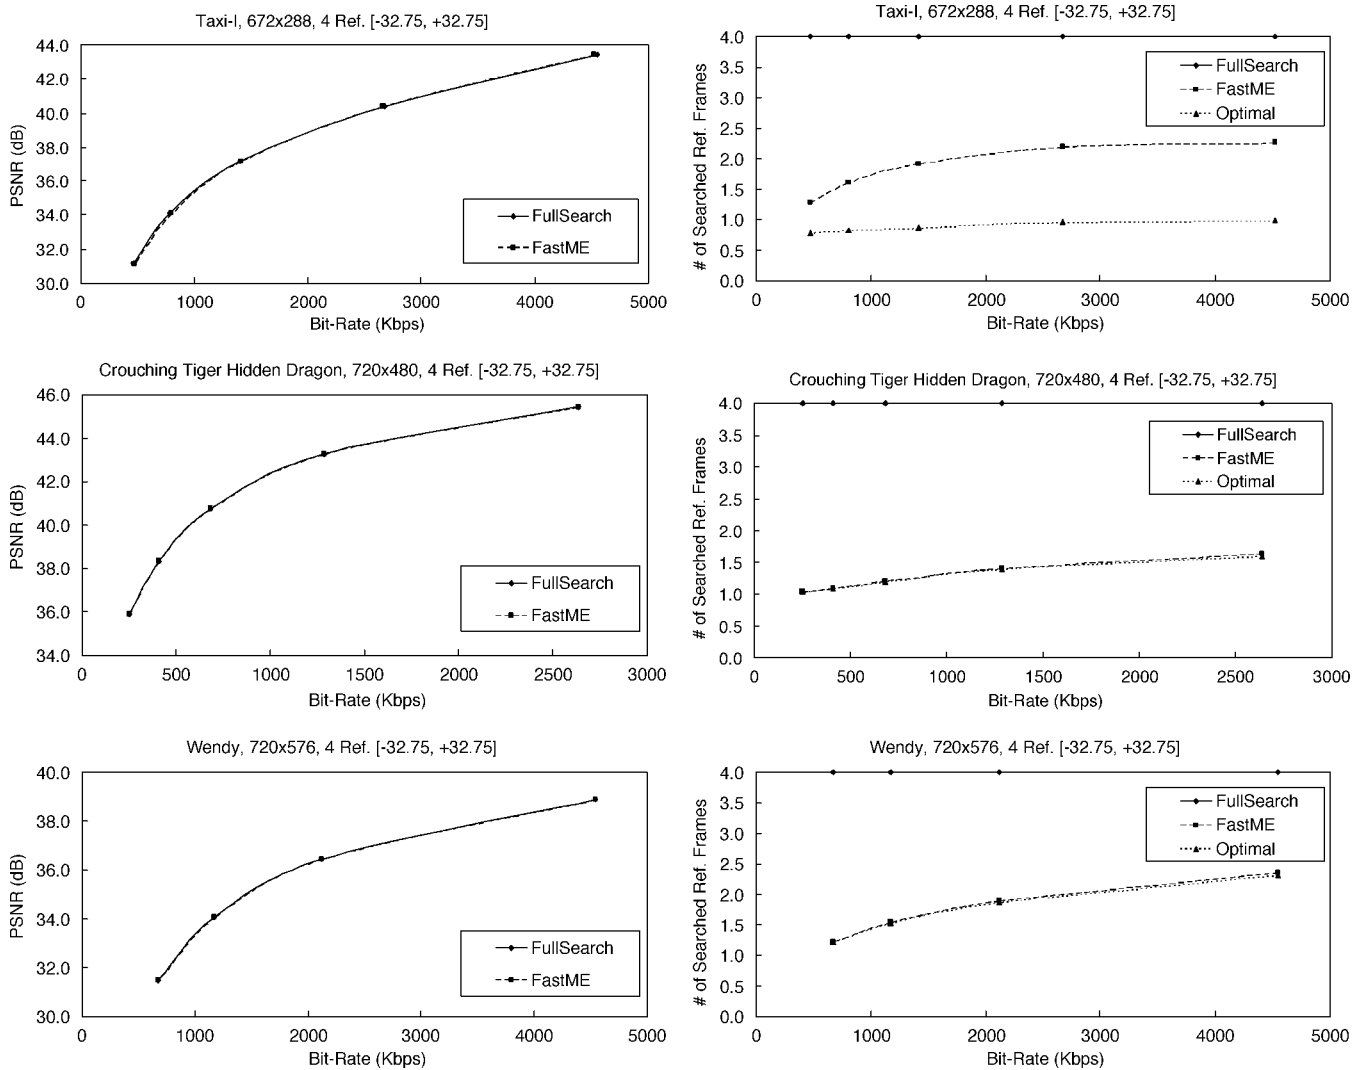 Taxi-I, 672x288, 4 Ref. [-32.75, +32.75]
PSNR (dB)
44.0
42.0
40.0
38.0
36.0
34.0
32.0
30.0
FullSearch
FastME
0 1000 2000 3000 4000 5000
Bit-Rate (Kbps)
Taxi-I, 672x288, 4 Ref. [-32.75, +32.75]
# of Searched Ref. Frames
4.0
3.5
3.0
2.5
2.0
1.5
1.0
0.5
0.0
FullSearch
FastME
Optimal
0 1000 2000 3000 4000 5000
Bit-Rate (Kbps)
Crouching Tiger Hidden Dragon, 720x480, 4 Ref. [-32.75, +32.75]
PSNR (dB)
46.0
44.0
42.0
40.0
38.0
36.0
34.0
FullSearch
FastME
0 500 1000 1500 2000 2500 3000
Bit-Rate (Kbps)
Crouching Tiger Hidden Dragon, 720x480, 4 Ref. [-32.75, +32.75]
# of Searched Ref. Frames
4.0
3.5
3.0
2.5
2.0
1.5
1.0
0.5
0.0
FullSearch
FastME
Optimal
0 500 1000 1500 2000 2500 3000
Bit-Rate (Kbps)
Wendy, 720x576, 4 Ref. [-32.75, +32.75]
PSNR (dB)
40.0
38.0
36.0
34.0
32.0
30.0
FullSearch
FastME
0 1000 2000 3000 4000 5000
Bit-Rate (Kbps)
Wendy, 720x576, 4 Ref. [-32.75, +32.75]
# of Searched Ref. Frames
4.0
3.5
3.0
2.5
2.0
1.5
1.0
0.5
0.0
FullSearch
FastME
Optimal
0 1000 2000 3000 4000 5000
Bit-Rate (Kbps)